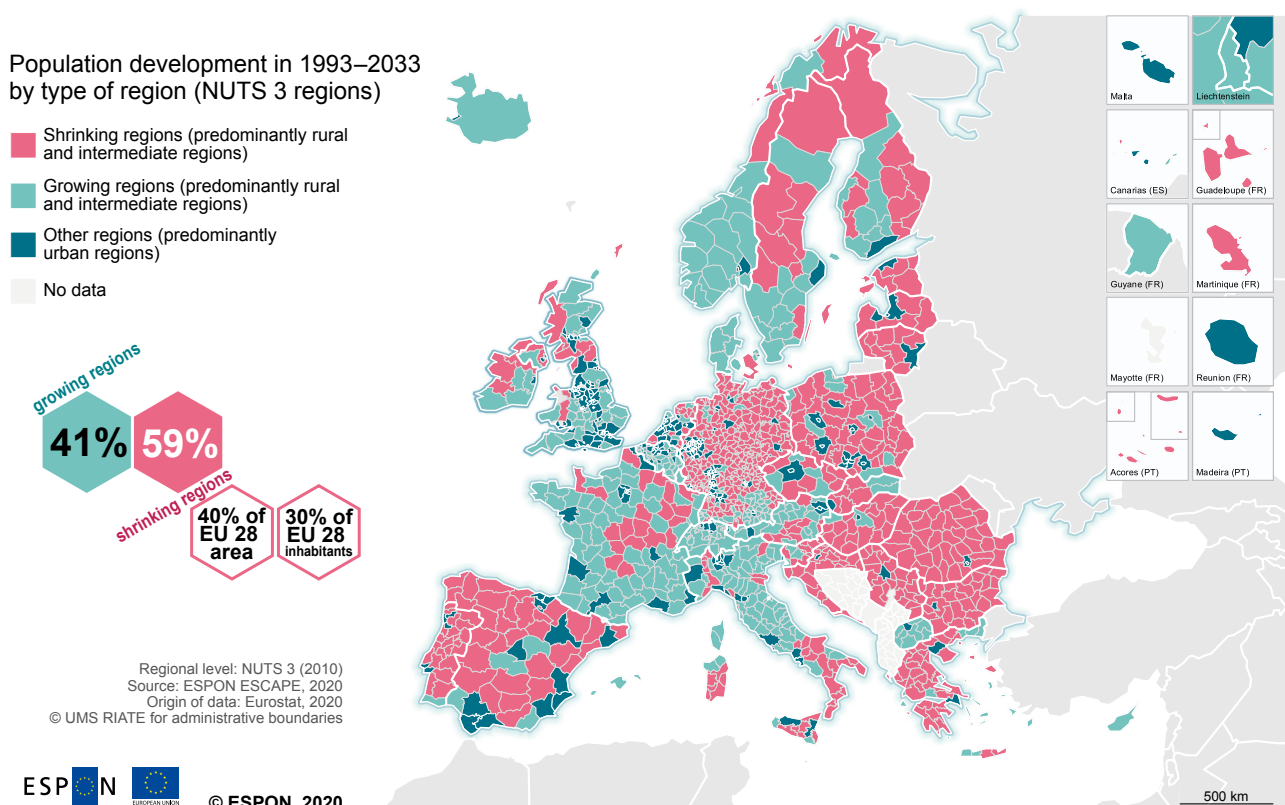 Population development in 1993–2033
by type of region (NUTS 3 regions)
Shrinking regions (predominantly rural
and intermediate regions)
Growing regions (predominantly rural
and intermediate regions)
Other regions (predominantly
urban regions)
No data
growing regions
41%
59%
shrinking regions
40% of
EU 28
area
30% of
EU 28
inhabitants
Regional level: NUTS 3 (2010)
Source: ESPON ESCAPE, 2020
Origin of data: Eurostat, 2020
© UMS RIATE for administrative boundaries
ESPON
EUROPEAN UNION
© ESPON, 2020
Malta
Liechtenstein
Canarias (ES)
Guadeloupe (FR)
Guyane (FR)
Martinique (FR)
Mayotte (FR)
Reunion (FR)
Acores (PT)
Madeira (PT)
500 km